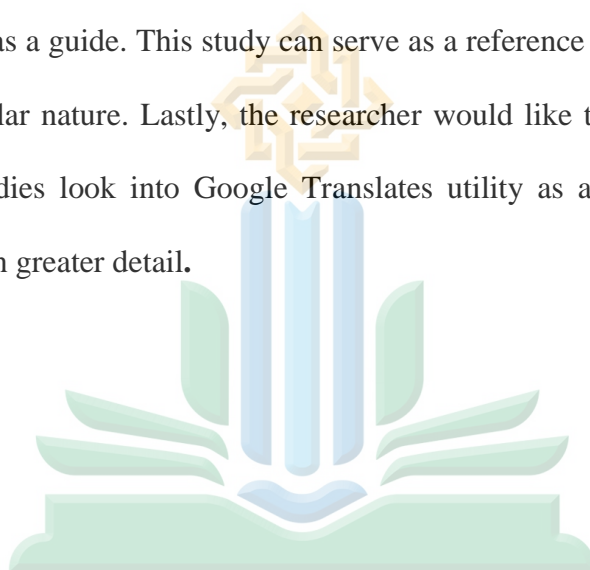 as a guide. This study can serve as a reference
lar nature. Lastly, the researcher would like t
dies look into Google Translates utility as a
n greater detail.